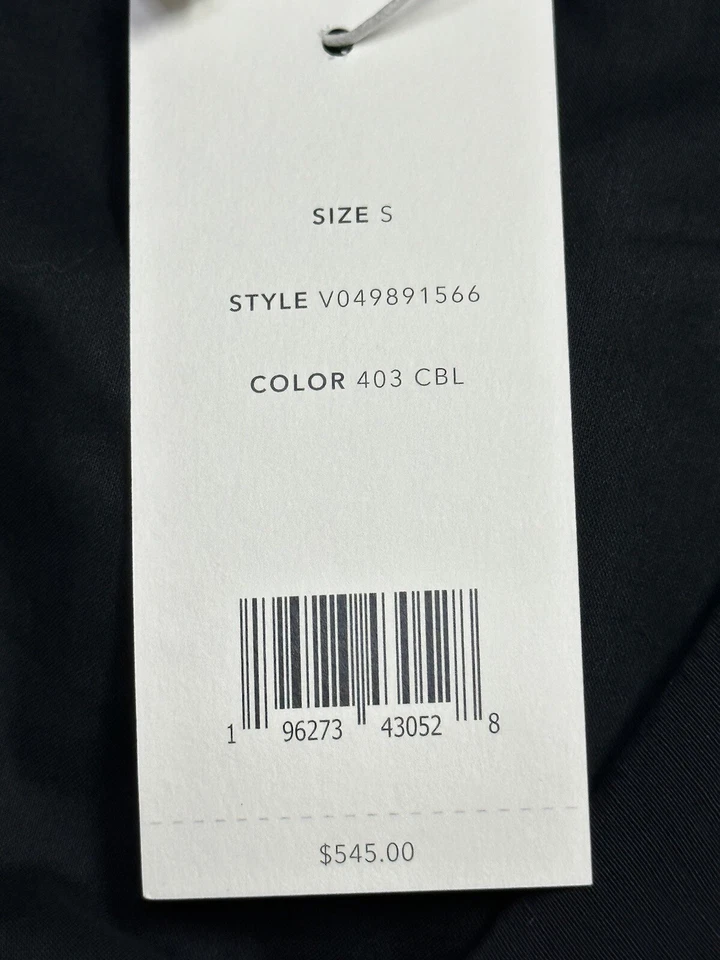 SIZE S
STYLE V049891566
COLOR 403 CBL
1 96273 43052 8
$545.00